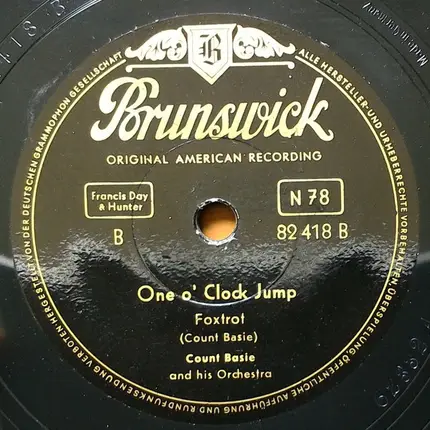 B
Brunswick
ORIGINAL AMERICAN RECORDING
Francis Day
& Hunter
N 78
B
82 418 B
One o' Clock Jump
Foxtrot
(Count Basie)
Count Basie
and his Orchestra
ALLE HERSTELLER- UND URHEBERRECHTE VORBEHALTEN. ÜBERSPIELUNG, ÖFFENTLICHE AUFFÜHRUNG UND RUNDFUNKSENDUNG VERBOTEN. HERGESTELLT VON DER DEUTSCHEN GRAMMOPHON GESELLSCHAFT